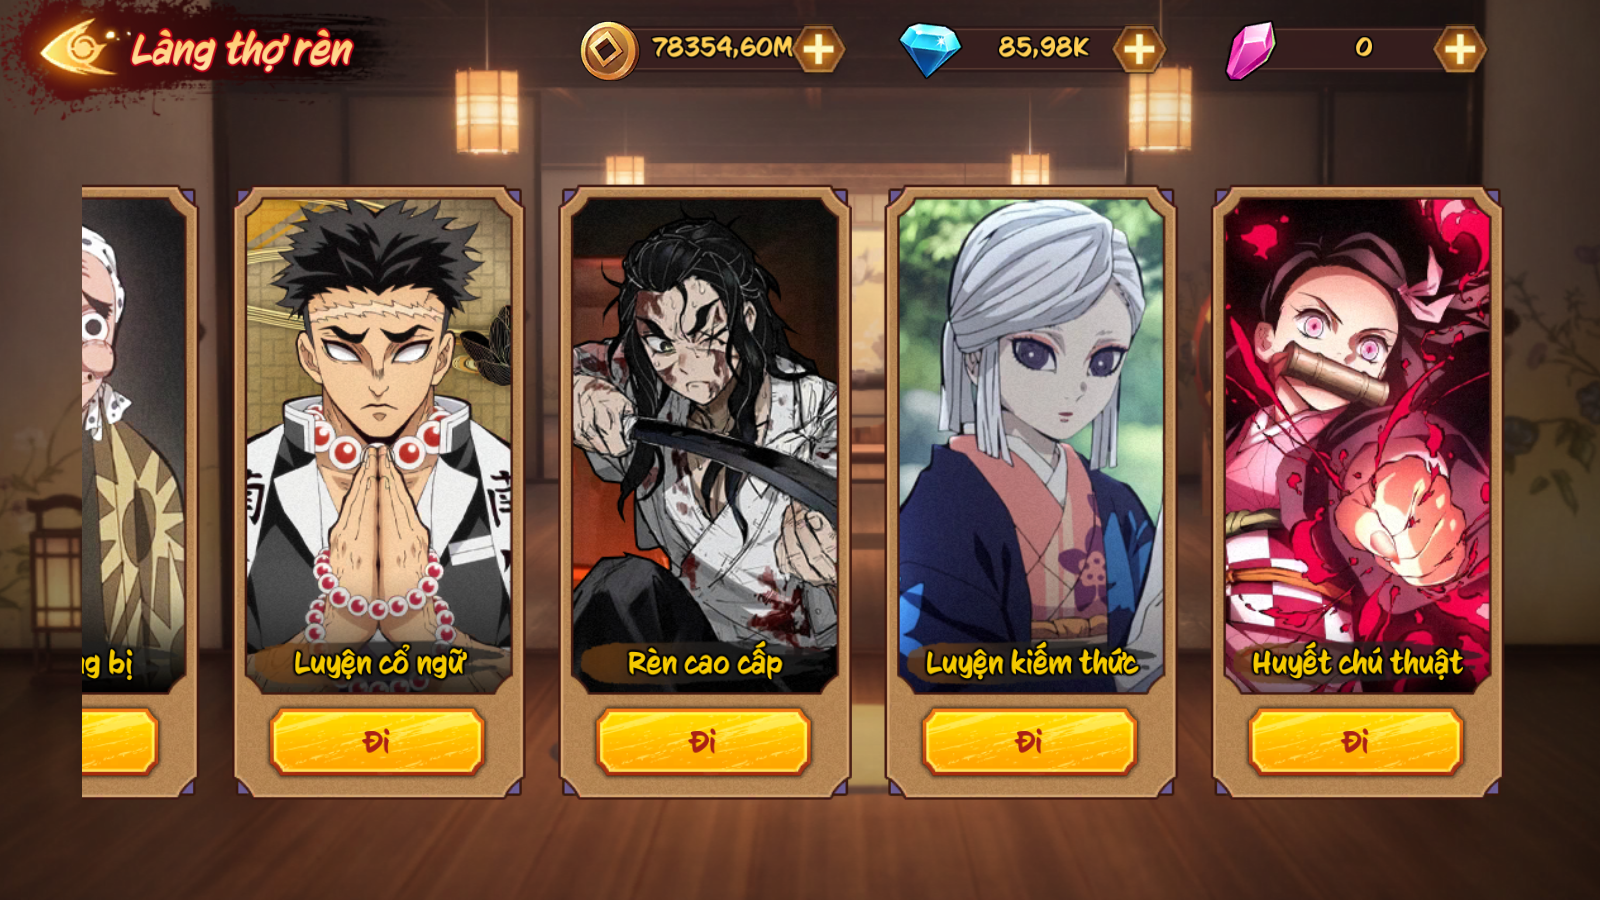 Làng thợ rèn
78354,60M
85,98K
0
g bị
Luyện cổ ngữ
Rèn cao cấp
Luyện kiếm thức
Huyết chú thuật
Đi
Đi
Đi
Đi